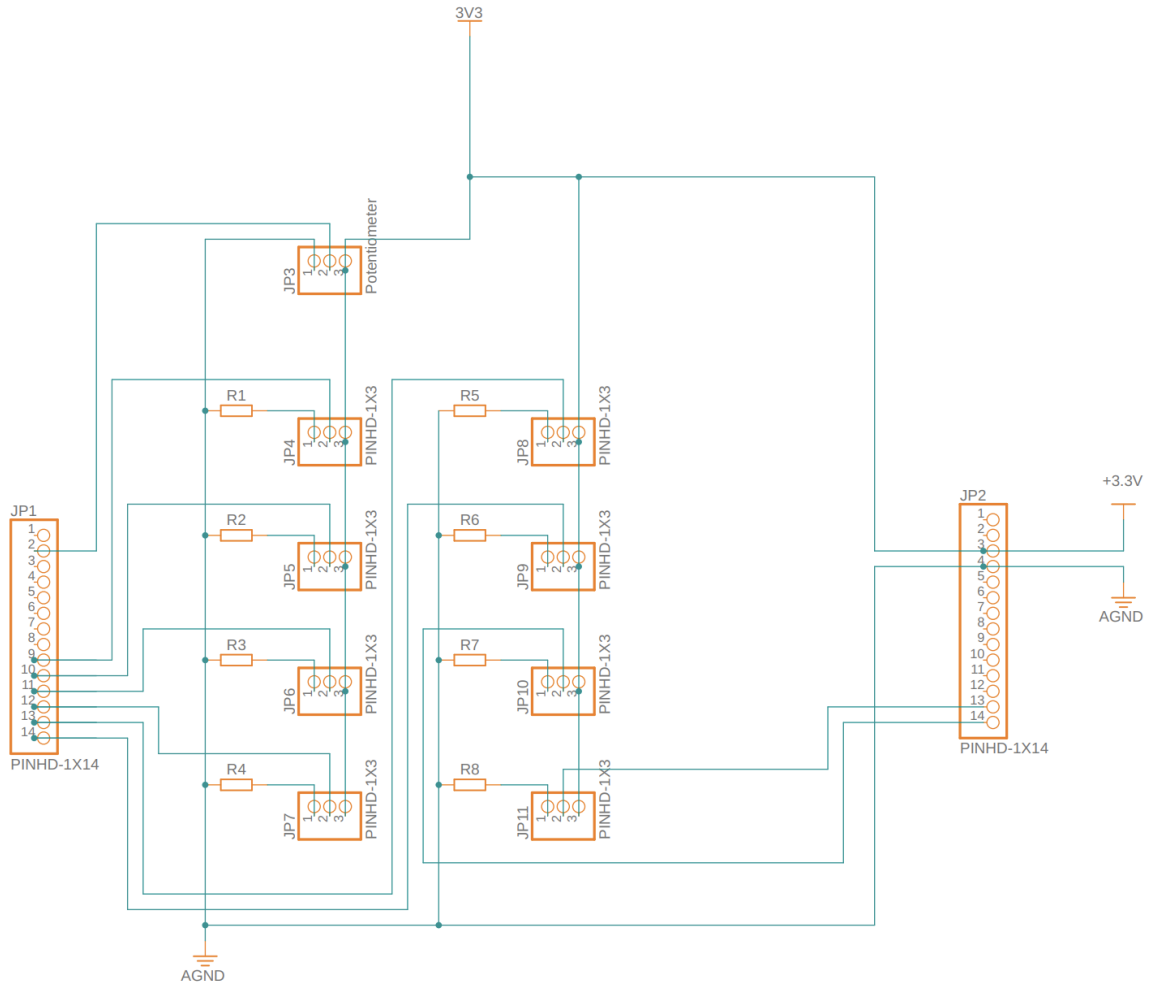 3V3
Potentiometer
JP3
1
2
3
R1
JP4
1
2
3
PINHD-1X3
R5
JP8
1
2
3
PINHD-1X3
R2
JP5
1
2
3
PINHD-1X3
R6
JP9
1
2
3
PINHD-1X3
R3
JP6
1
2
3
PINHD-1X3
R7
JP10
1
2
3
PINHD-1X3
R4
JP7
1
2
3
PINHD-1X3
R8
JP11
1
2
3
PINHD-1X3
JP1
1
2
3
4
5
6
7
8
9
10
11
12
13
14
PINHD-1X14
AGND
JP2
1
2
3
4
5
6
7
8
9
10
11
12
13
14
PINHD-1X14
+3.3V
AGND